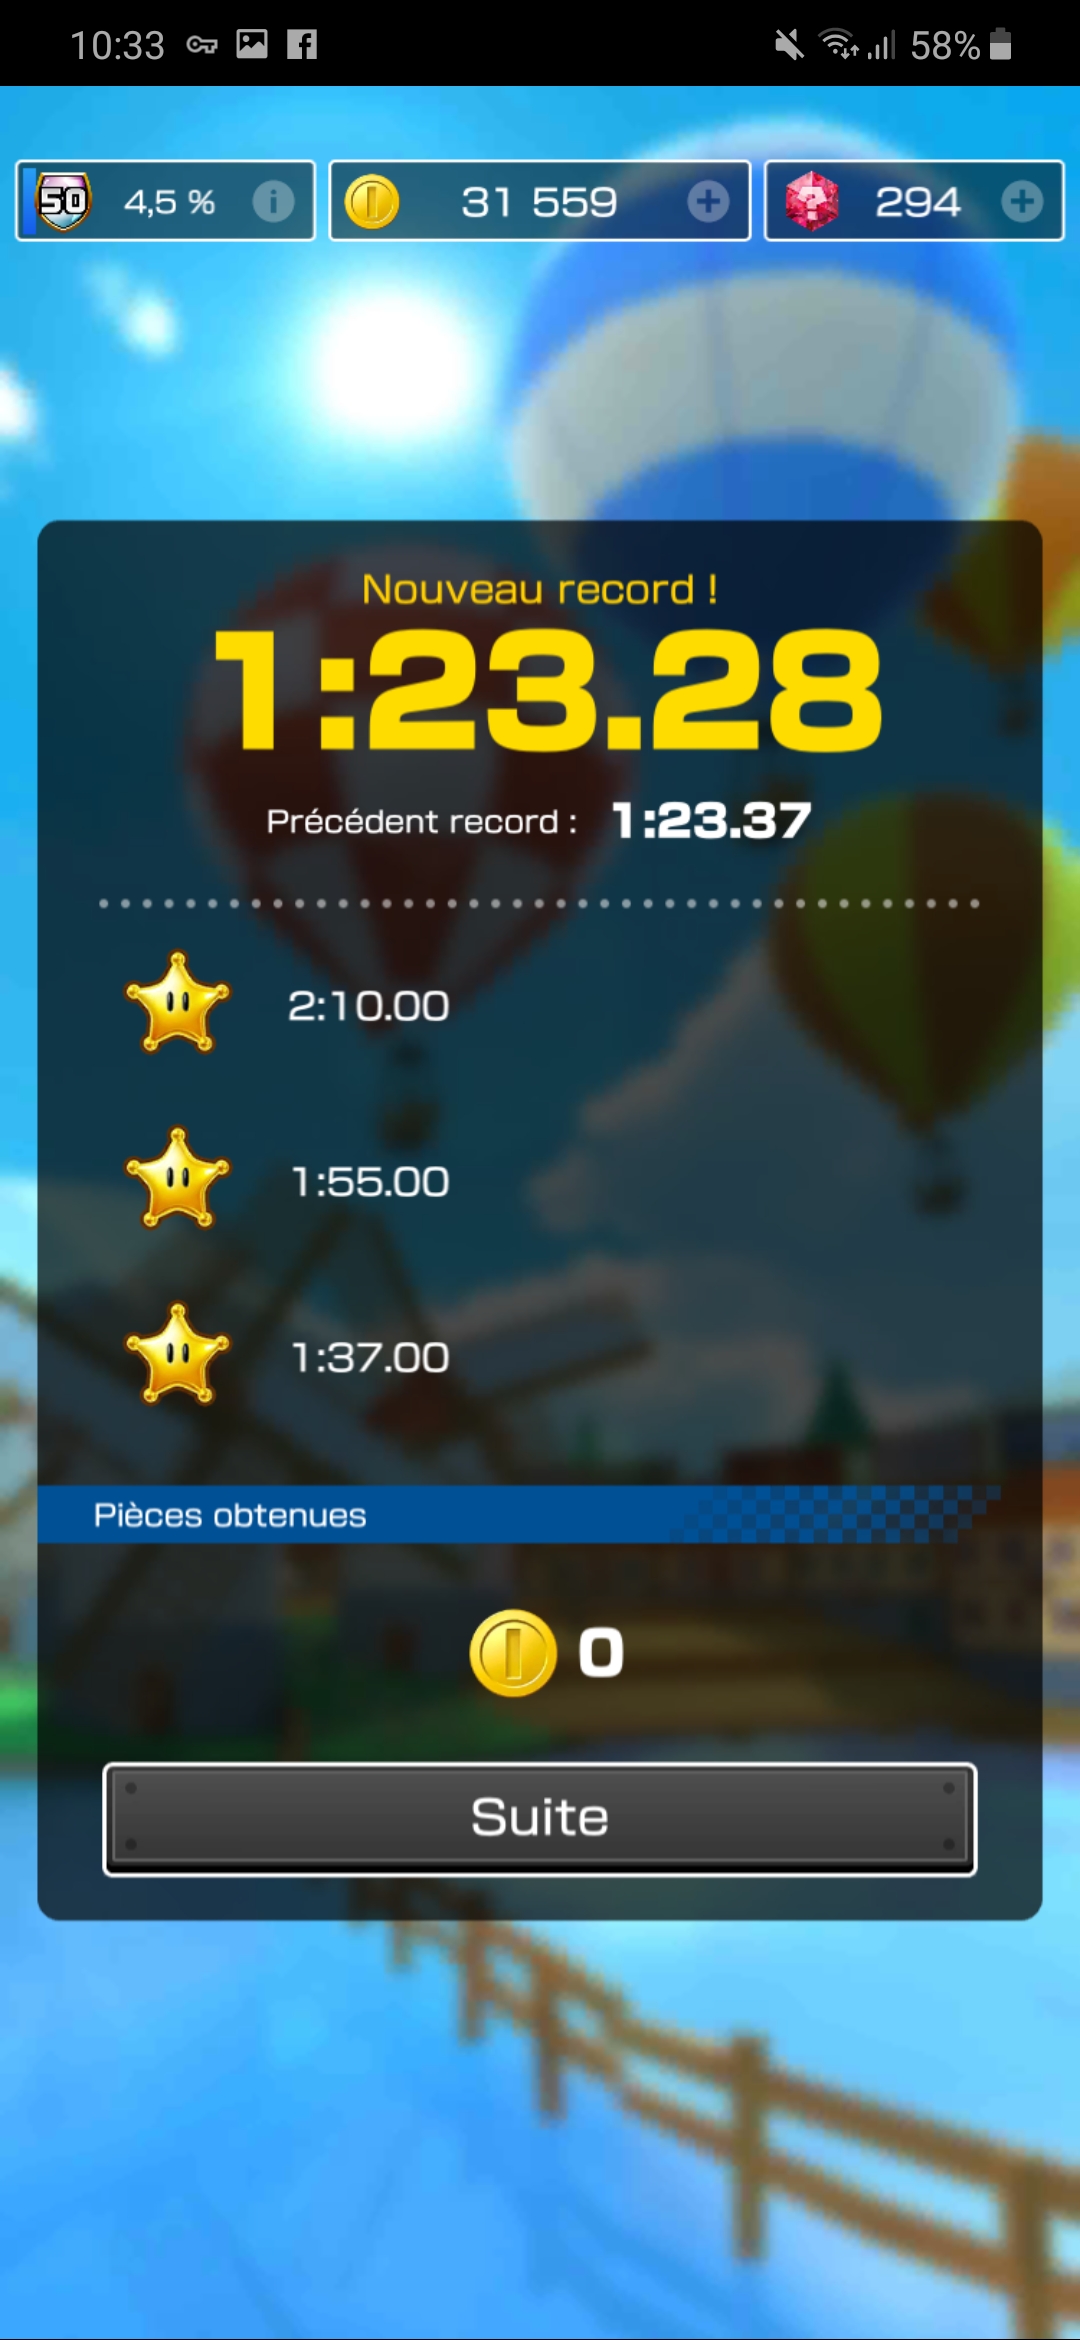 10:33 58%
50 4,5 % 31 559 294
Nouveau record !
1:23.28
Précédent record : 1:23.37
2:10.00
1:55.00
1:37.00
Pièces obtenues
0
Suite